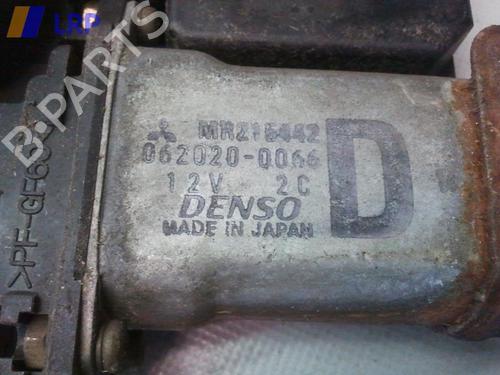 LRP
B-PARTS
MR216442
062020-0066
12V 2C
DENSO
MADE IN JAPAN
D